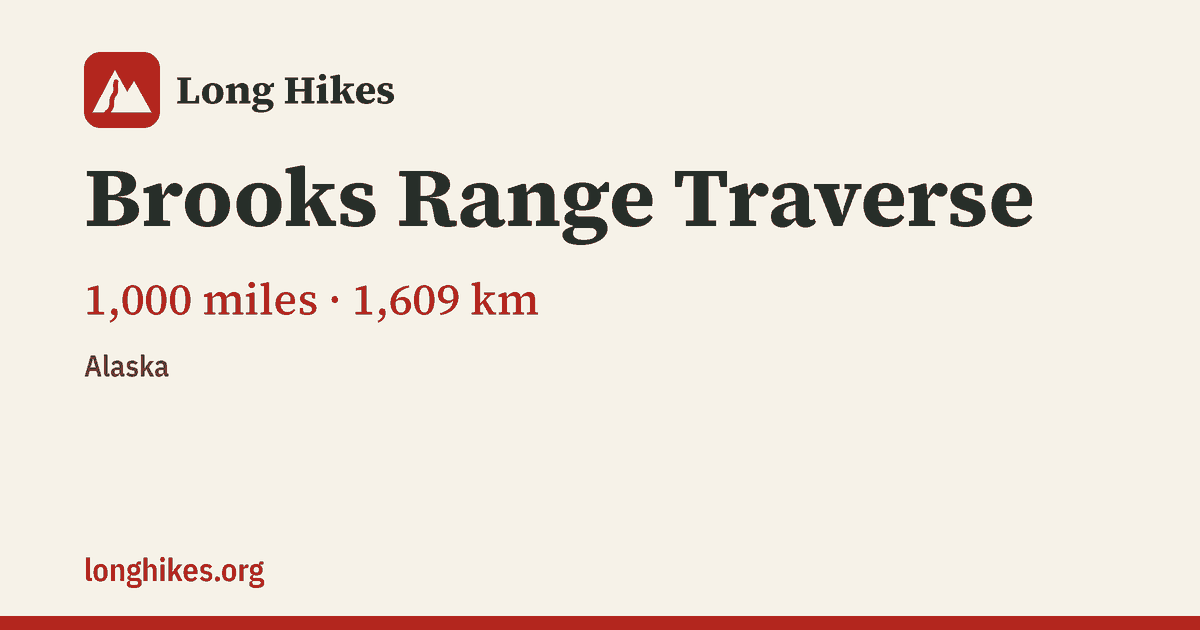 Long Hikes
Brooks Range Traverse
1,000 miles · 1,609 km
Alaska
longhikes.org